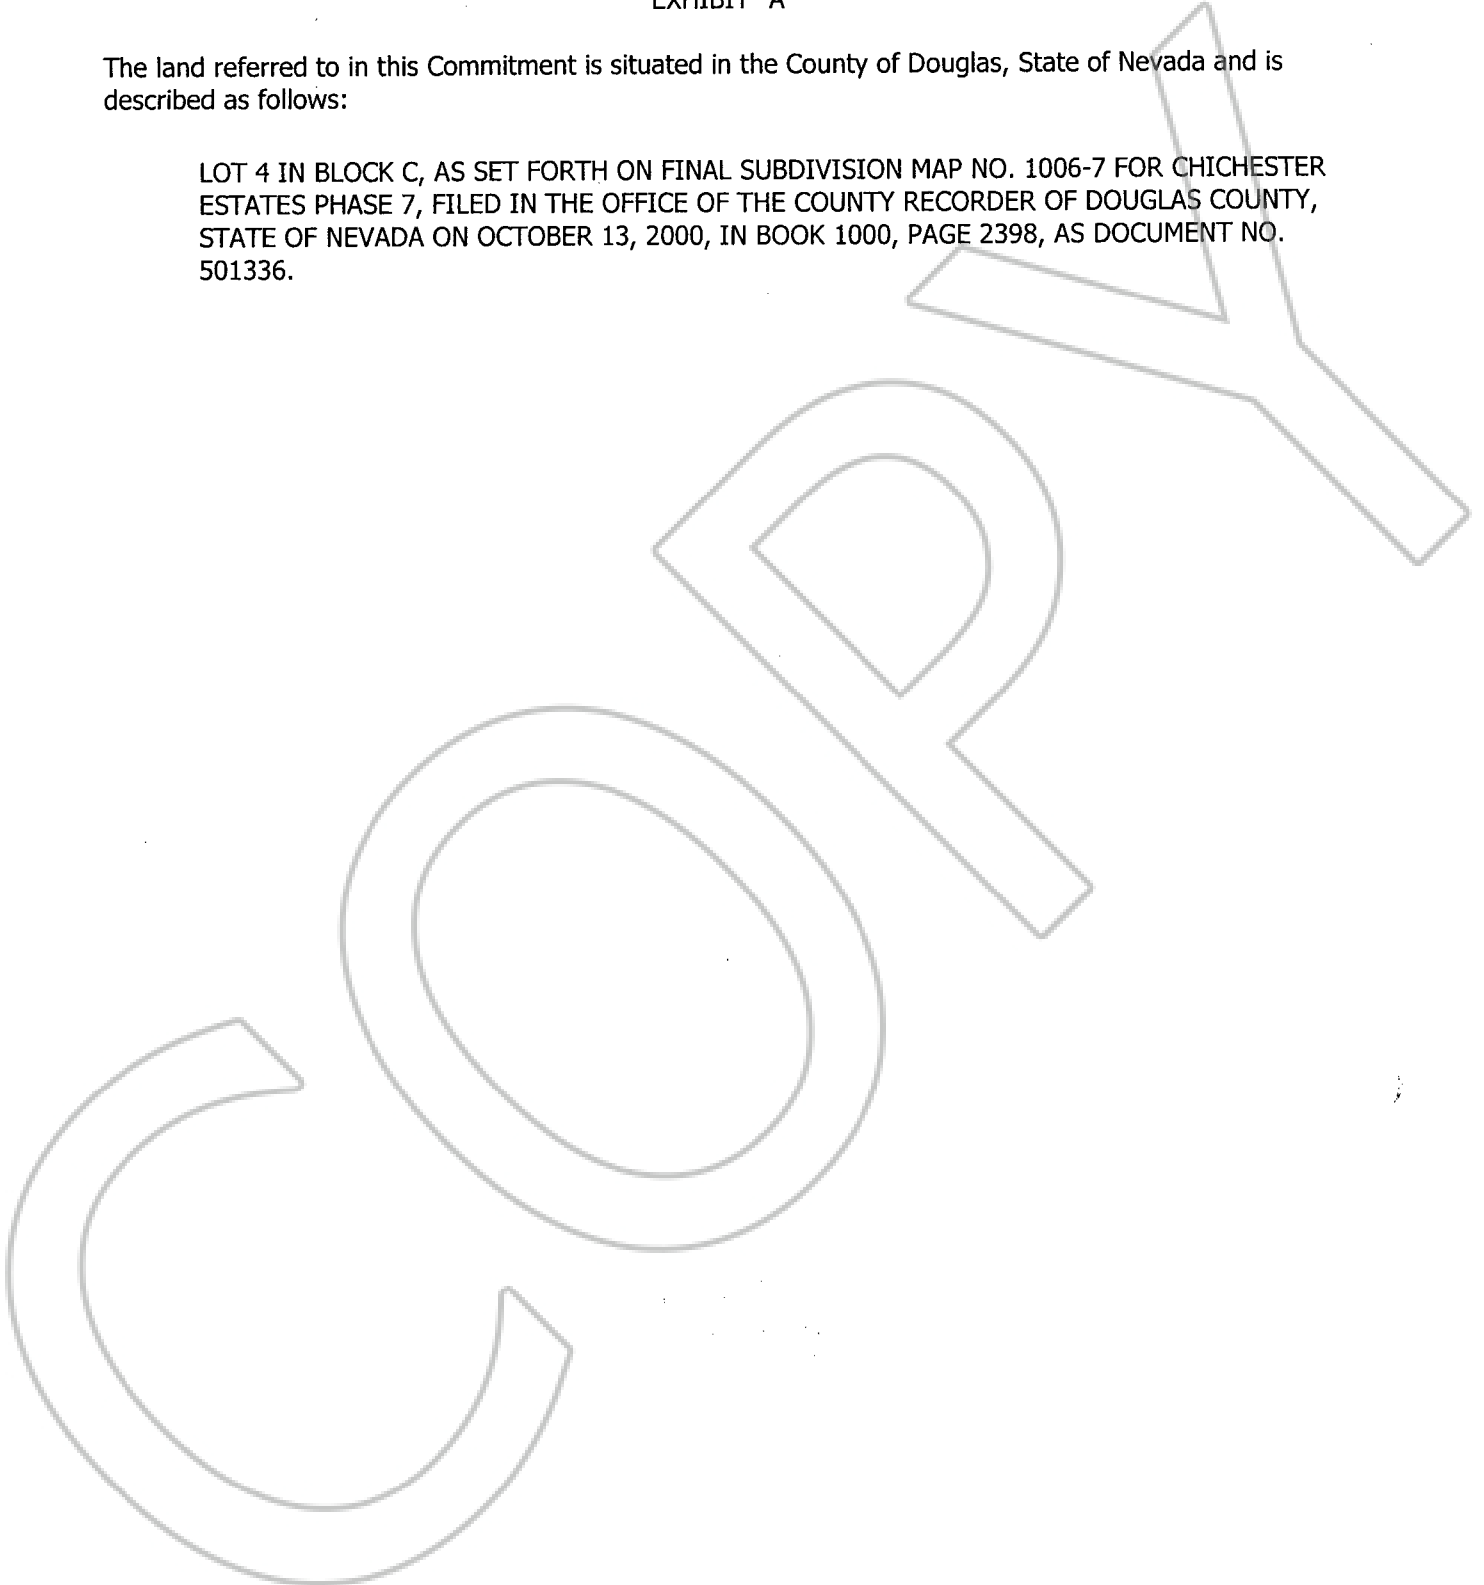 EXHIBIT "A"
The land referred to in this Commitment is situated in the County of Douglas, State of Nevada and is
described as follows:
LOT 4 IN BLOCK C, AS SET FORTH ON FINAL SUBDIVISION MAP NO. 1006-7 FOR CHICHESTER
ESTATES PHASE 7, FILED IN THE OFFICE OF THE COUNTY RECORDER OF DOUGLAS COUNTY,
STATE OF NEVADA ON OCTOBER 13, 2000, IN BOOK 1000, PAGE 2398, AS DOCUMENT NO.
501336.
COPY